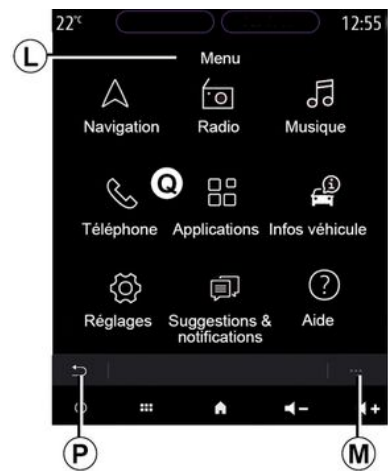 22°C 12:55
L
Menu
Navigation Radio Musique
Q
Téléphone Applications Infos véhicule
Réglages Suggestions & Aide
notifications
...
P M